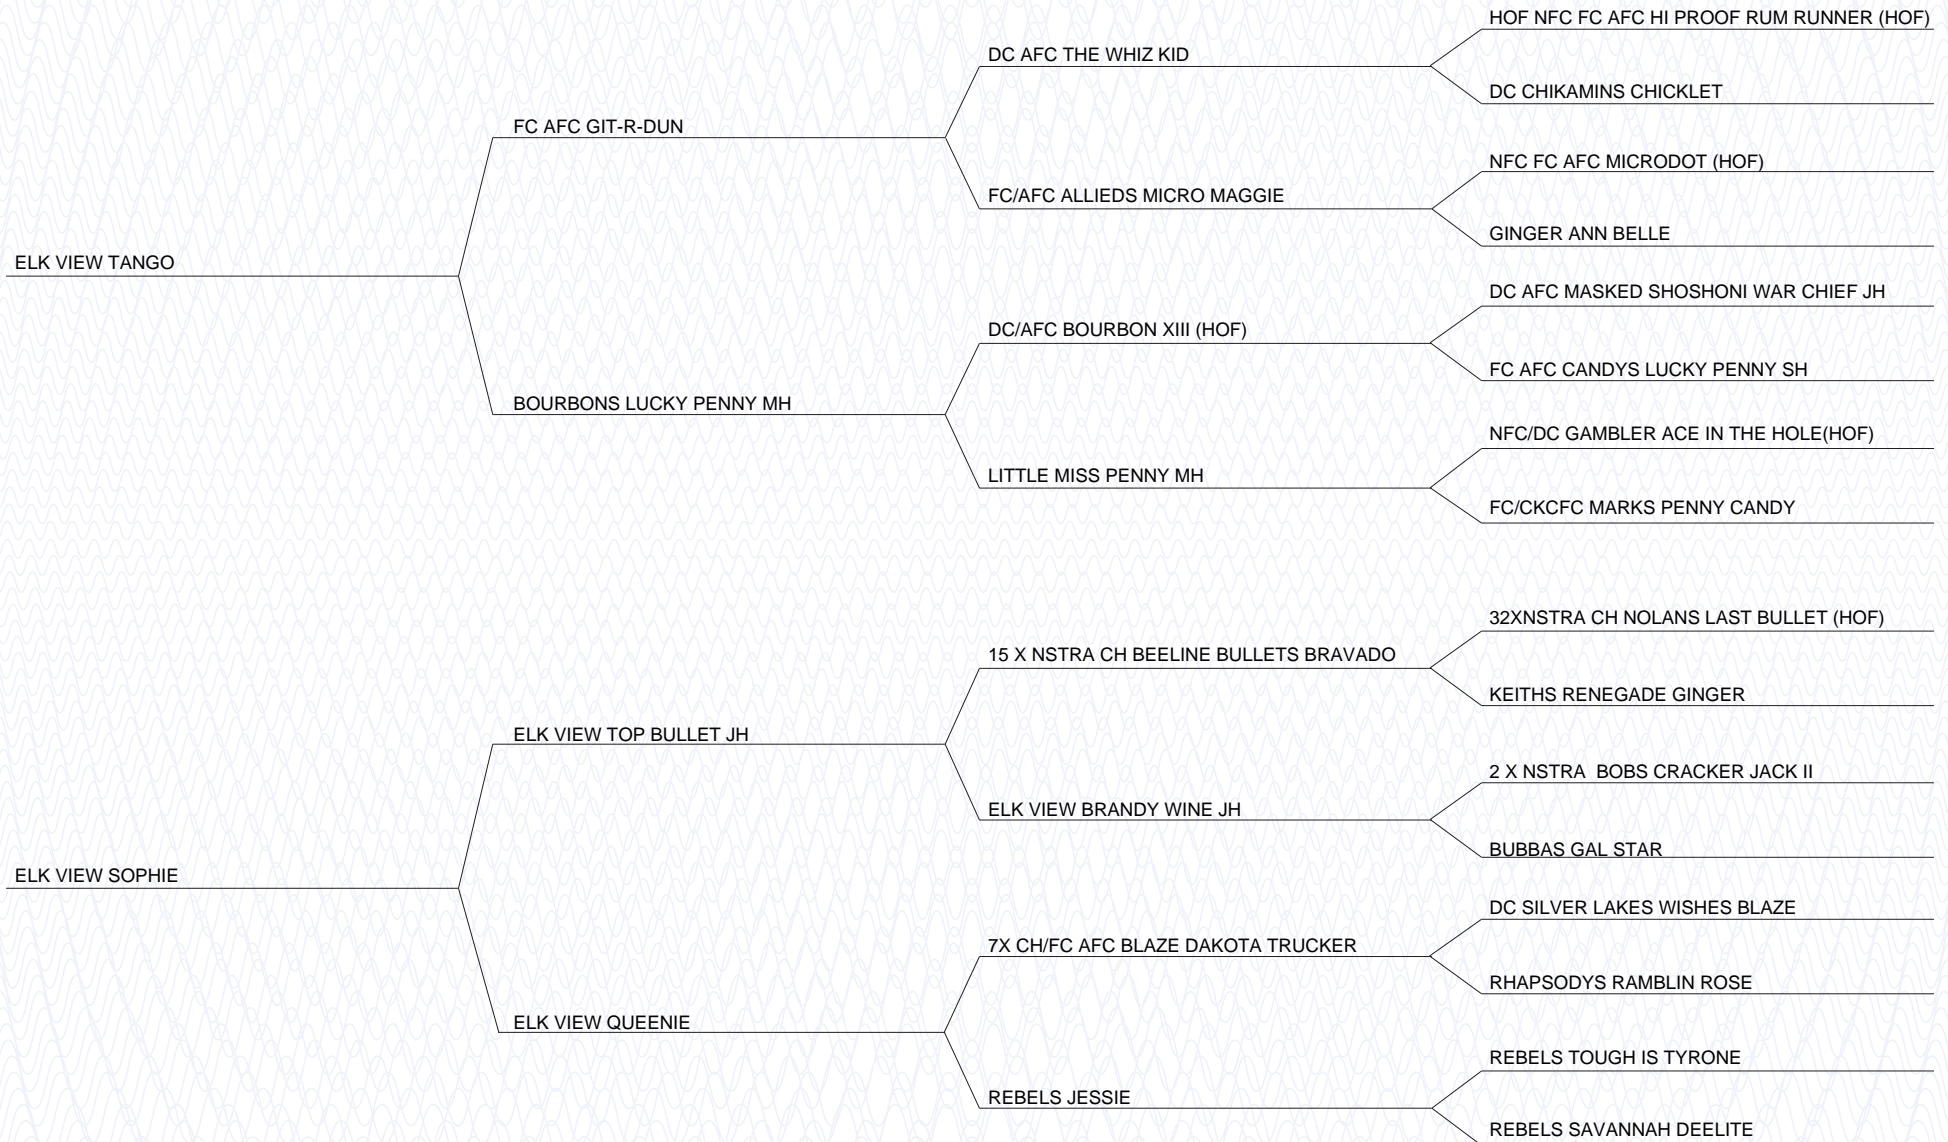 HOF NFC FC AFC HI PROOF RUM RUNNER (HOF)
DC AFC THE WHIZ KID
DC CHIKAMINS CHICKLET
FC AFC GIT-R-DUN
NFC FC AFC MICRODOT (HOF)
FC/AFC ALLIEDS MICRO MAGGIE
GINGER ANN BELLE
ELK VIEW TANGO
DC AFC MASKED SHOSHONI WAR CHIEF JH
DC/AFC BOURBON XIII (HOF)
FC AFC CANDYS LUCKY PENNY SH
BOURBONS LUCKY PENNY MH
NFC/DC GAMBLER ACE IN THE HOLE(HOF)
LITTLE MISS PENNY MH
FC/CKCFC MARKS PENNY CANDY
32XNSTRA CH NOLANS LAST BULLET (HOF)
15 X NSTRA CH BEELINE BULLETS BRAVADO
KEITHS RENEGADE GINGER
ELK VIEW TOP BULLET JH
2 X NSTRA  BOBS CRACKER JACK II
ELK VIEW BRANDY WINE JH
BUBBAS GAL STAR
ELK VIEW SOPHIE
DC SILVER LAKES WISHES BLAZE
7X CH/FC AFC BLAZE DAKOTA TRUCKER
RHAPSODYS RAMBLIN ROSE
ELK VIEW QUEENIE
REBELS TOUGH IS TYRONE
REBELS JESSIE
REBELS SAVANNAH DEELITE